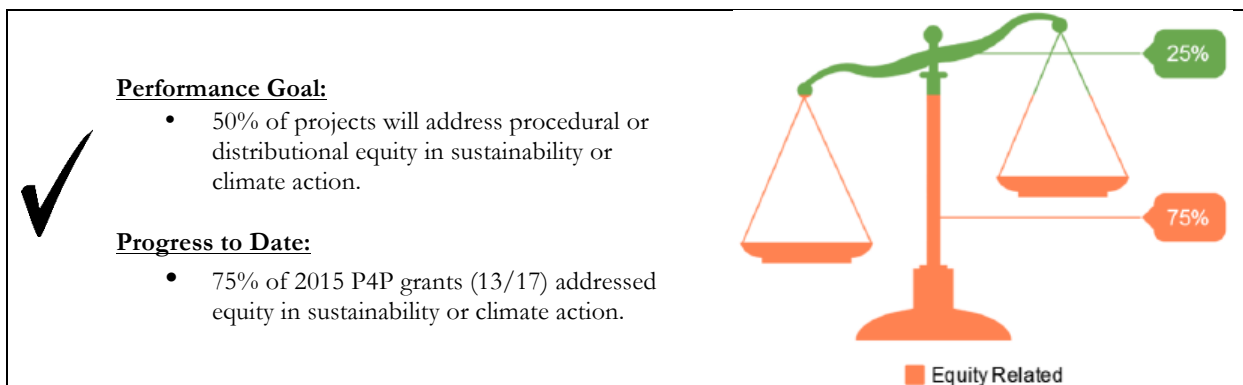 Performance Goal:
• 50% of projects will address procedural or
distributional equity in sustainability or
climate action.
Progress to Date:
• 75% of 2015 P4P grants (13/17) addressed
equity in sustainability or climate action.
25%
75%
Equity Related